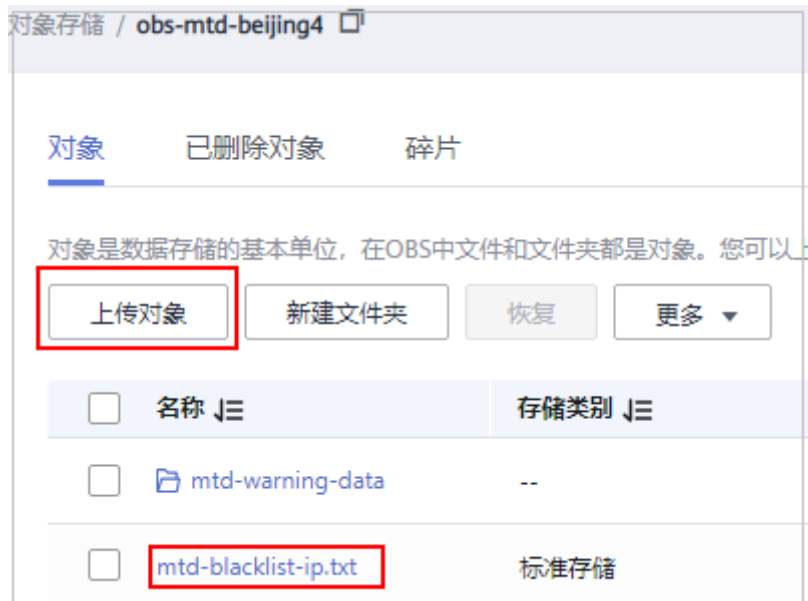 对象存储 / obs-mtd-beijing4
对象 已删除对象 碎片
对象是数据存储的基本单位，在OBS中文件和文件夹都是对象。您可以上
上传对象 新建文件夹 恢复 更多
名称 存储类别
mtd-warning-data --
mtd-blacklist-ip.txt 标准存储